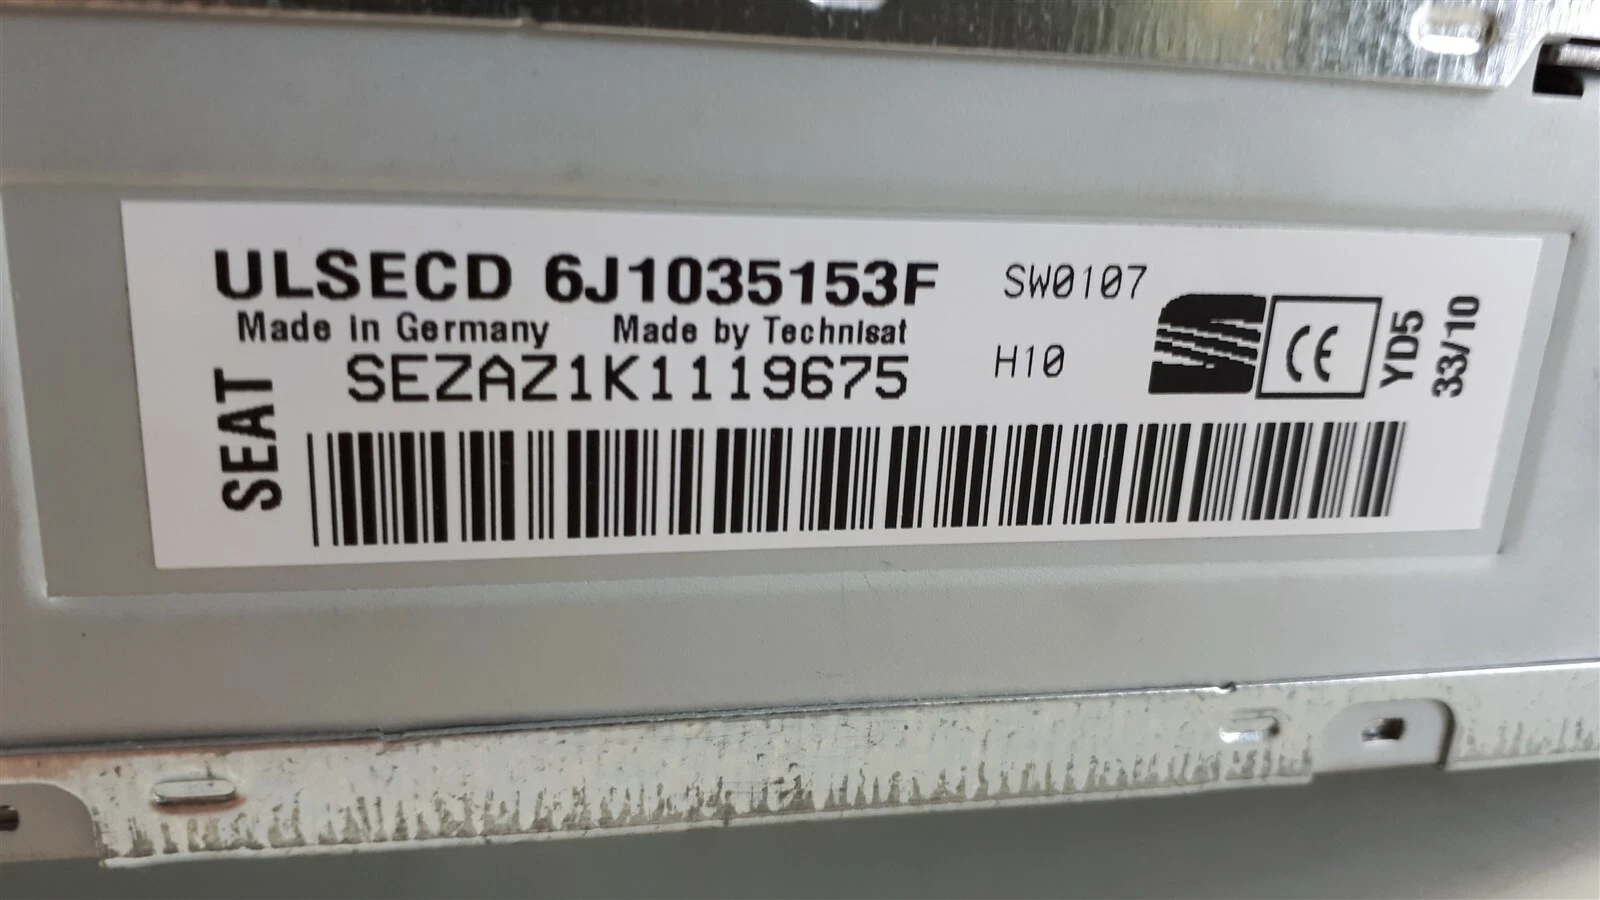 ULSECD 6J1035153F SW0107
Made in Germany Made by Technisat
SEZAZ1K1119675 H10
SEAT
CE
YD5
33/10